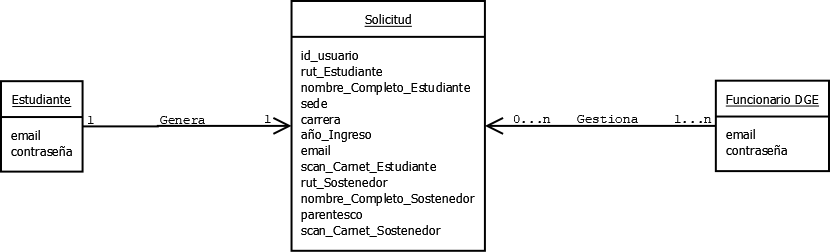 Estudiante
email
contraseña
1 Genera 1
Solicitud
id_usuario
rut_Estudiante
nombre_Completo_Estudiante
sede
carrera
año_Ingreso
email
scan_Carnet_Estudiante
rut_Sostenedor
nombre_Completo_Sostenedor
parentesco
scan_Carnet_Sostenedor
0...n Gestiona 1...n
Funcionario DGE
email
contraseña